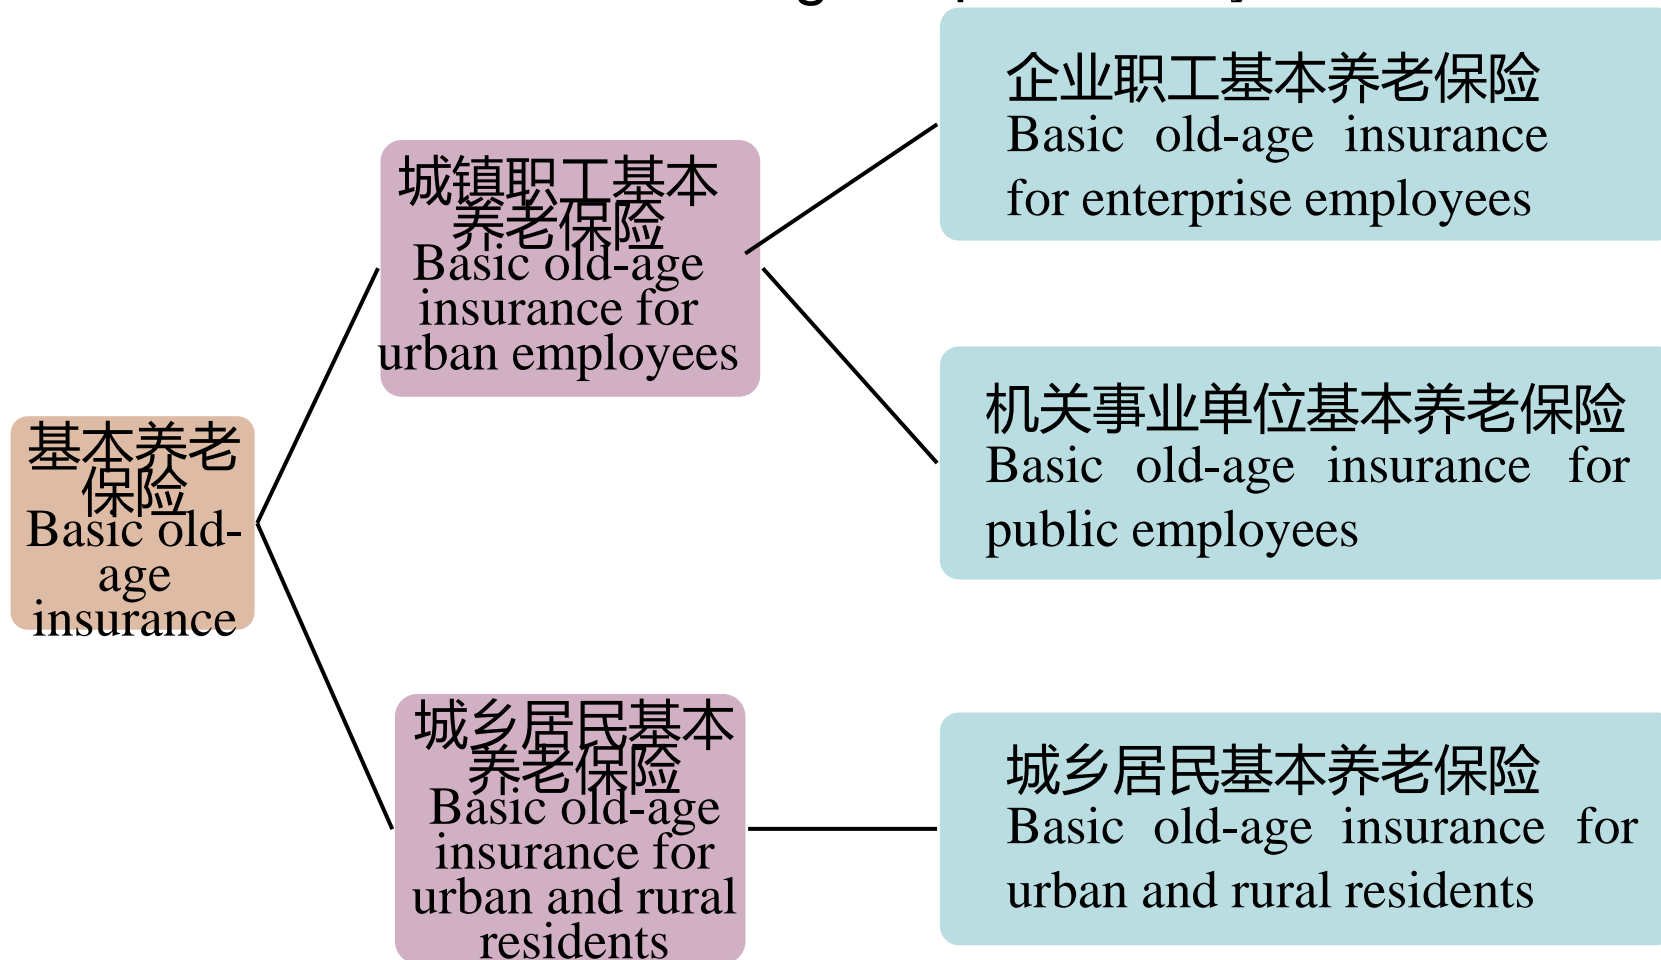 企业职工基本养老保险
Basic old-age insurance
for enterprise employees
城镇职工基本
养老保险
Basic old-age
insurance for
urban employees
机关事业单位基本养老保险
Basic old-age insurance for
public employees
基本养老
保险
Basic old-
age
insurance
城乡居民基本
养老保险
Basic old-age
insurance for
urban and rural
residents
城乡居民基本养老保险
Basic old-age insurance for
urban and rural residents